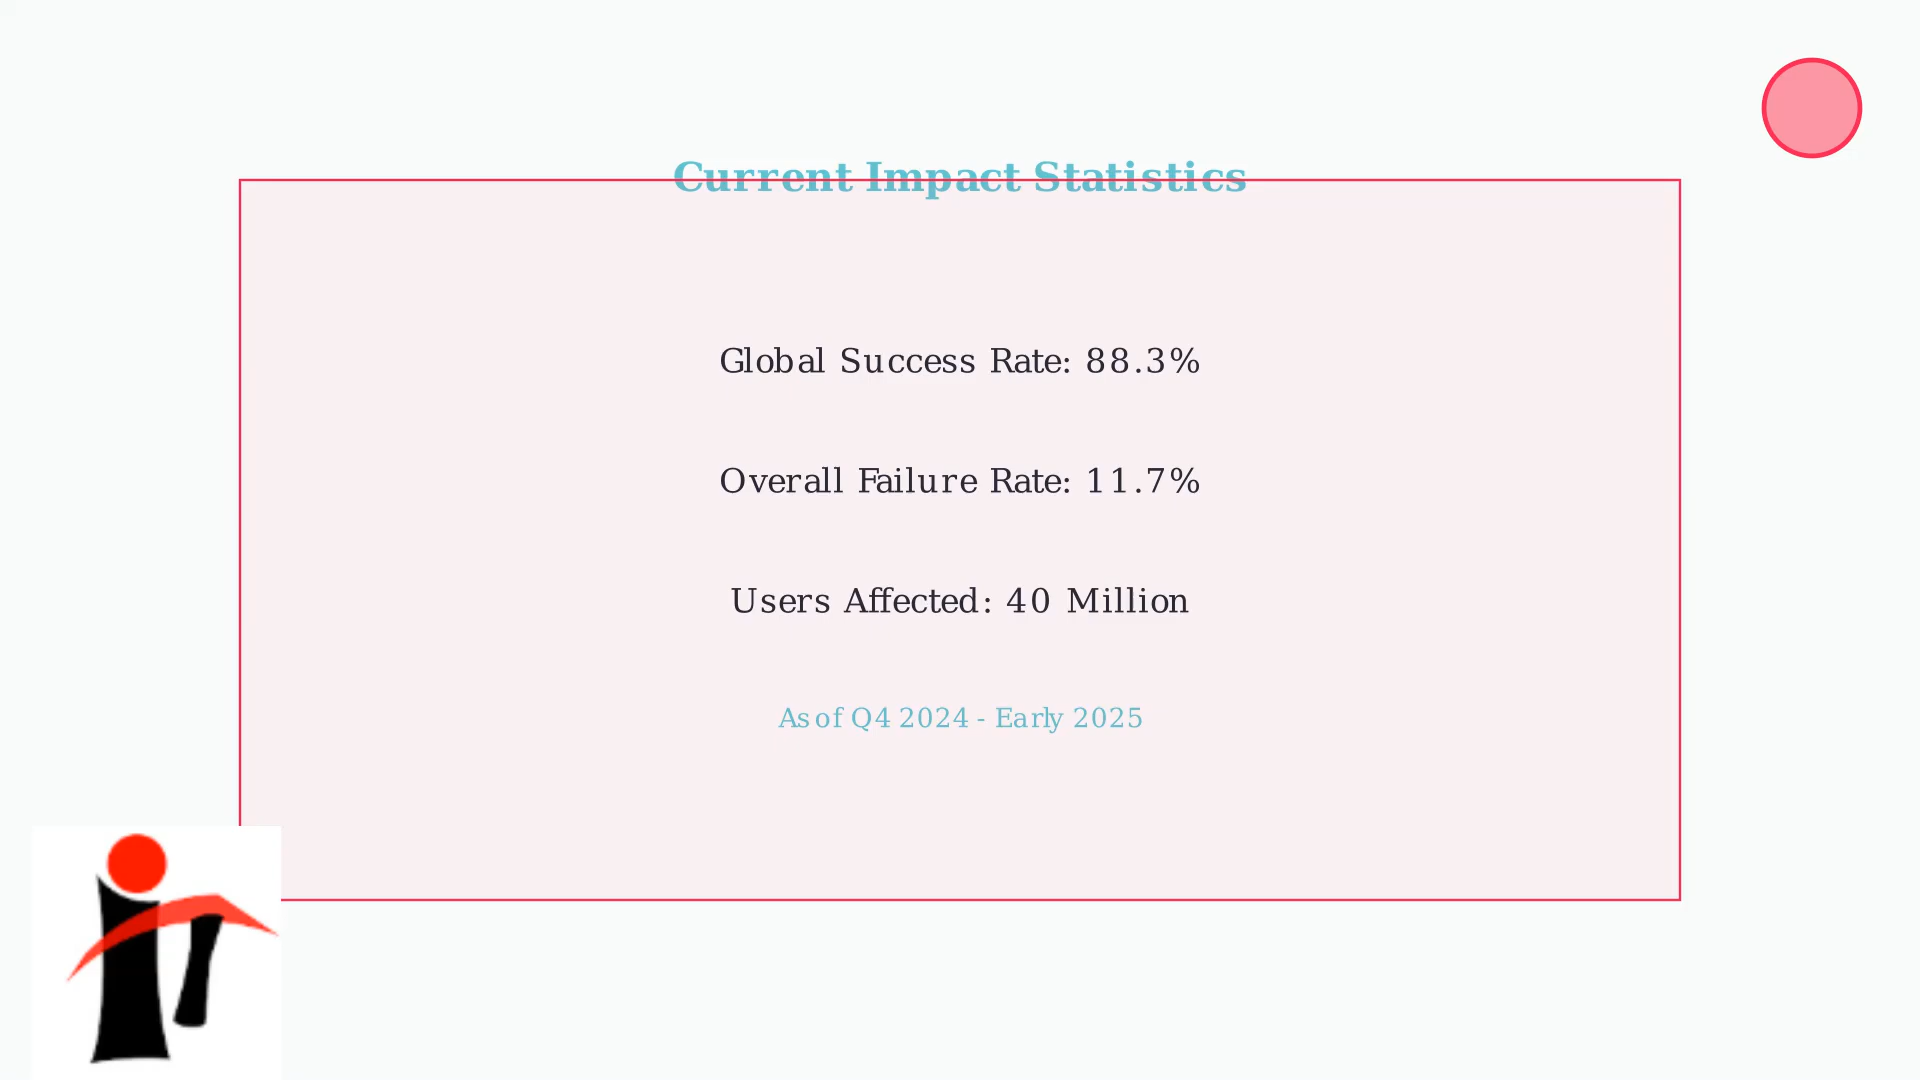 Current Impact Statistics
Global Success Rate: 88.3%
Overall Failure Rate: 11.7%
Users Affected: 40 Million
As of Q4 2024 - Early 2025